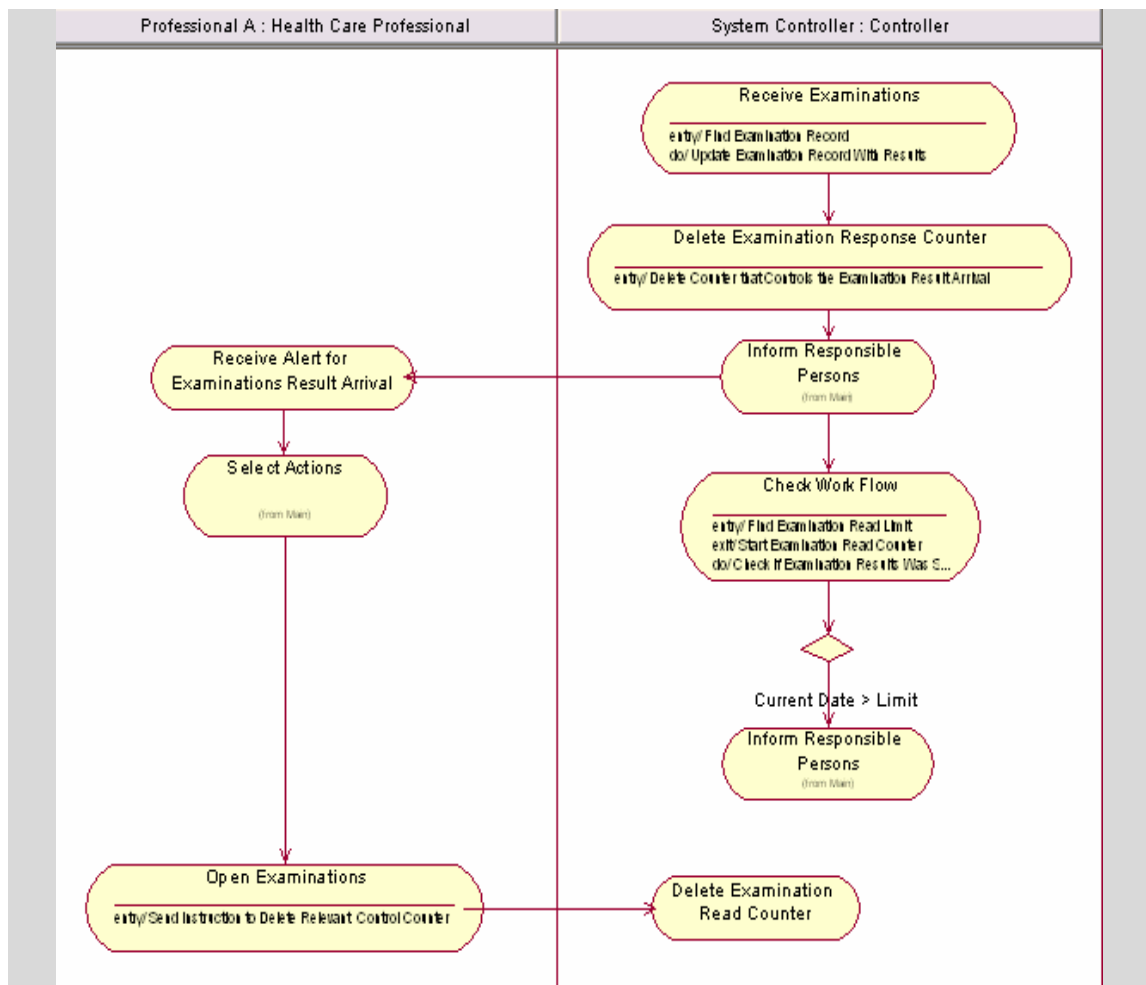 Professional A : Health Care Professional
System Controller : Controller
Receive Examinations
entry/ Find Examination Record
do/ Update Examination Record With Results
Delete Examination Response Counter
entry/ Delete Counter that Controls the Examination Result Arrival
Inform Responsible
Persons
(from Main)
Receive Alert for
Examinations Result Arrival
Select Actions
(from Main)
Check Work Flow
entry/ Find Examination Read Limit
exit/ Start Examination Read Counter
do/ Check If Examination Results Was S...
Current Date > Limit
Inform Responsible
Persons
(from Main)
Open Examinations
entry/ Send Instruction to Delete Relevant Control Counter
Delete Examination
Read Counter